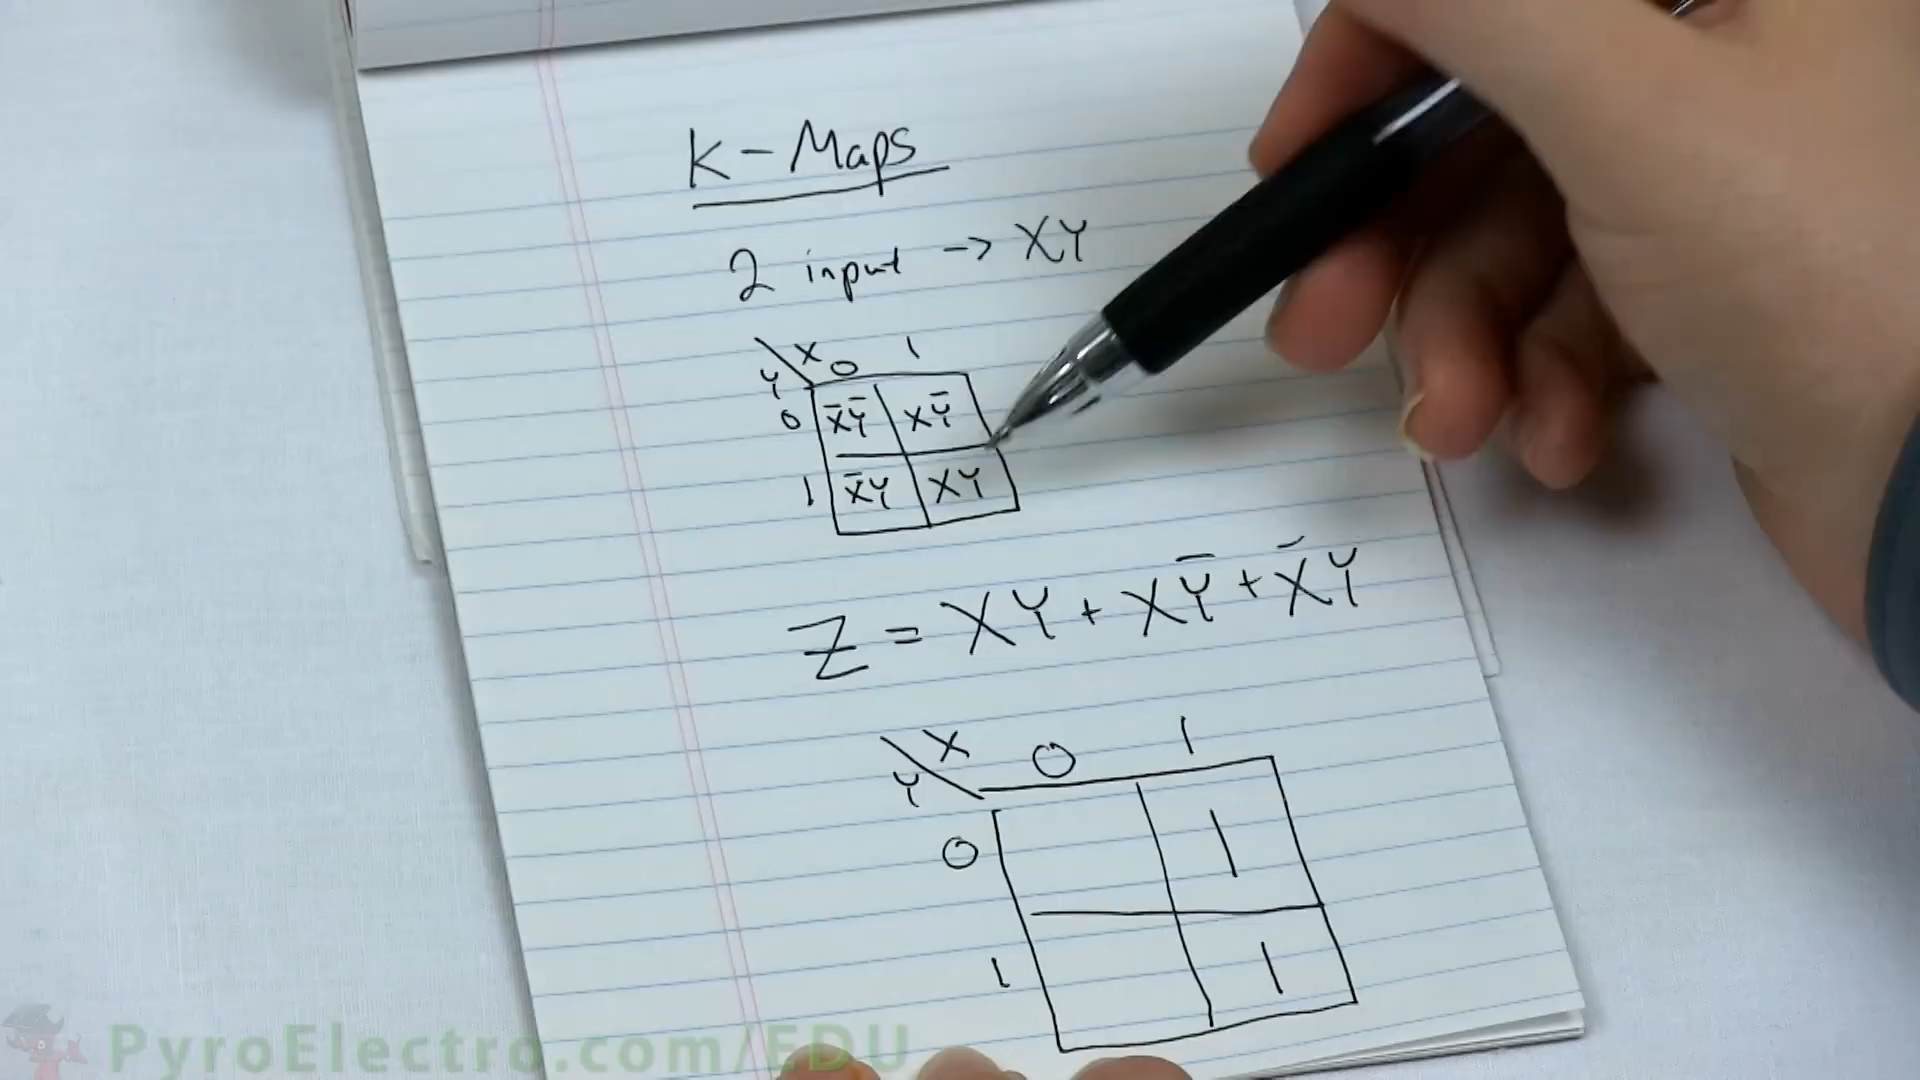 K-Maps
2 input -> XY
X 0 1
Y
0 X̄Ȳ XȲ
1 X̄Y XY
Z = XY + XȲ + X̄Y
X 0 1
Y
0 1
1 1
PyroElectro.com/EDU